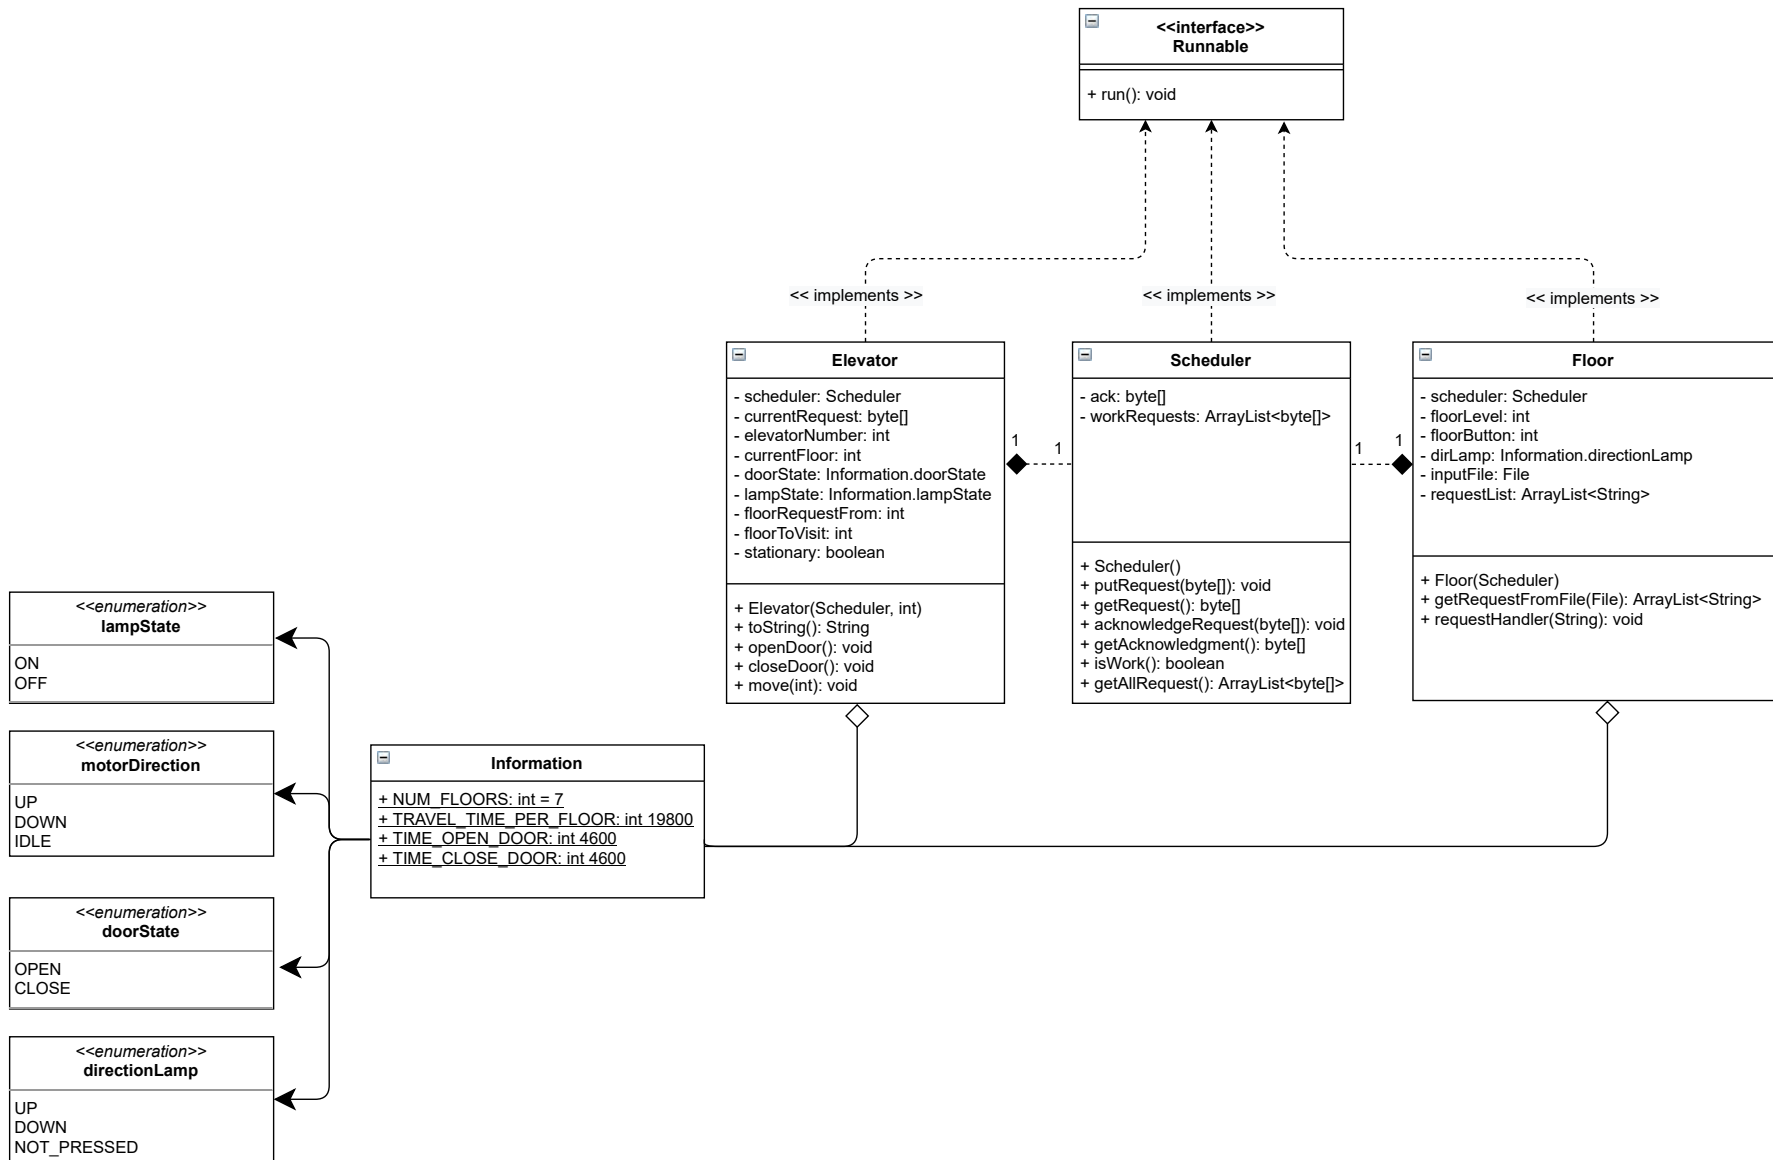 <<interface>>
Runnable
+ run(): void
<< implements >>
<< implements >>
<< implements >>
Elevator
- scheduler: Scheduler
- currentRequest: byte[]
- elevatorNumber: int
- currentFloor: int
- doorState: Information.doorState
- lampState: Information.lampState
- floorRequestFrom: int
- floorToVisit: int
- stationary: boolean
+ Elevator(Scheduler, int)
+ toString(): String
+ openDoor(): void
+ closeDoor(): void
+ move(int): void
1
1
Scheduler
- ack: byte[]
- workRequests: ArrayList<byte[]>
+ Scheduler()
+ putRequest(byte[]): void
+ getRequest(): byte[]
+ acknowledgeRequest(byte[]): void
+ getAcknowledgment(): byte[]
+ isWork(): boolean
+ getAllRequest(): ArrayList<byte[]>
1
1
Floor
- scheduler: Scheduler
- floorLevel: int
- floorButton: int
- dirLamp: Information.directionLamp
- inputFile: File
- requestList: ArrayList<String>
+ Floor(Scheduler)
+ getRequestFromFile(File): ArrayList<String>
+ requestHandler(String): void
<<enumeration>>
lampState
ON
OFF
<<enumeration>>
motorDirection
UP
DOWN
IDLE
<<enumeration>>
doorState
OPEN
CLOSE
<<enumeration>>
directionLamp
UP
DOWN
NOT_PRESSED
Information
+ NUM_FLOORS: int = 7
+ TRAVEL_TIME_PER_FLOOR: int 19800
+ TIME_OPEN_DOOR: int 4600
+ TIME_CLOSE_DOOR: int 4600